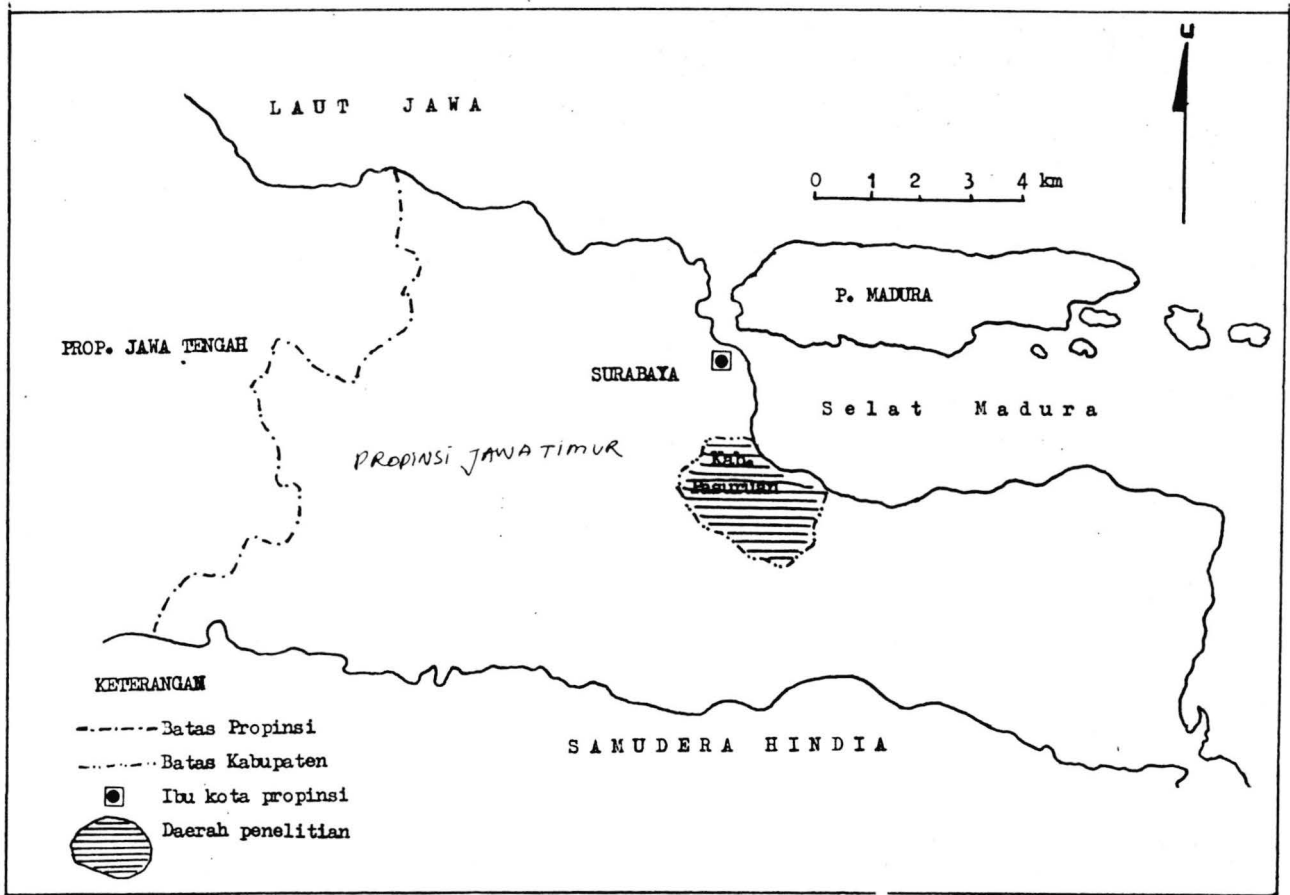 U
LAUT JAWA
0 1 2 3 4 km
P. MADURA
PROP. JAWA TENGAH
SURABAYA
Selat Madura
PROPINSI JAWA TIMUR
Kab.
Pasuruan
KETERANGAN
Batas Propinsi
SAMUDERA HINDIA
Batas Kabupaten
Ibu kota propinsi
Daerah penelitian